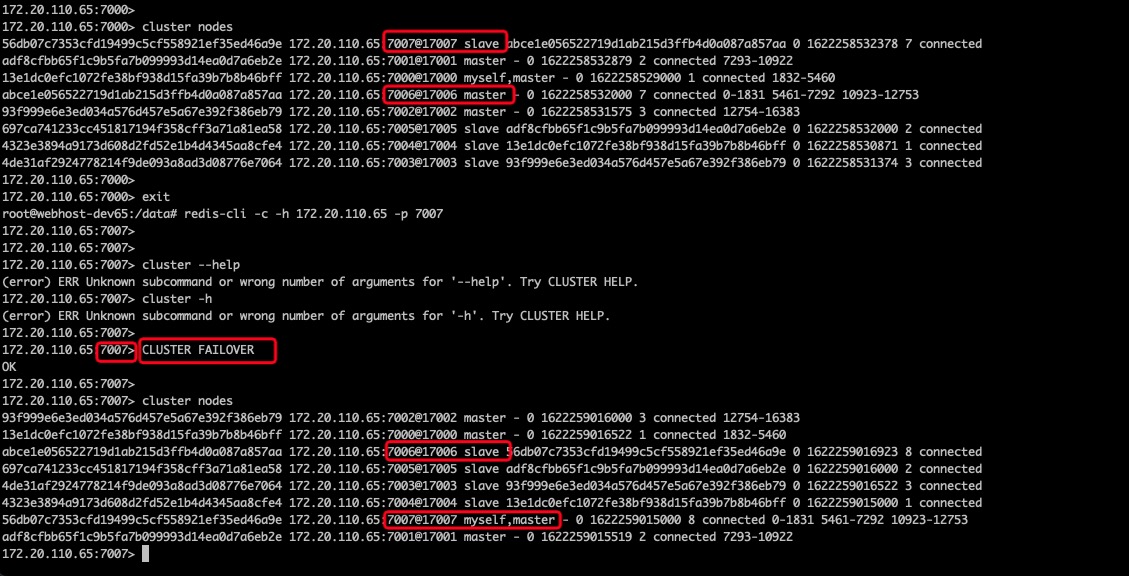 172.20.110.65:7000>
172.20.110.65:7000> cluster nodes
56db07c7353cfd19499c5cf558921ef35ed46a9e 172.20.110.65:7007@17007 slave abce1e056522719d1ab215d3ffb4d0a087a857aa 0 1622258532378 7 connected
adf8cfbb65f1c9b5fa7b099993d14ea0d7a6eb2e 172.20.110.65:7001@17001 master - 0 1622258532879 2 connected 7293-10922
13e1dc0efc1072fe38bf938d15fa39b7b8b46bff 172.20.110.65:7000@17000 myself,master - 0 1622258529000 1 connected 1832-5460
abce1e056522719d1ab215d3ffb4d0a087a857aa 172.20.110.65:7006@17006 master - 0 1622258532000 7 connected 0-1831 5461-7292 10923-12753
93f999e6e3ed034a576d457e5a67e392f386eb79 172.20.110.65:7002@17002 master - 0 1622258531575 3 connected 12754-16383
697ca741233cc451817194f358cff3a71a81ea58 172.20.110.65:7005@17005 slave adf8cfbb65f1c9b5fa7b099993d14ea0d7a6eb2e 0 1622258532000 2 connected
4323e3894a9173d608d2fd52e1b4d4345aa8cfe4 172.20.110.65:7004@17004 slave 13e1dc0efc1072fe38bf938d15fa39b7b8b46bff 0 1622258530871 1 connected
4de31af2924778214f9de093a8ad3d08776e7064 172.20.110.65:7003@17003 slave 93f999e6e3ed034a576d457e5a67e392f386eb79 0 1622258531374 3 connected
172.20.110.65:7000>
172.20.110.65:7000> exit
root@webhost-dev65:/data# redis-cli -c -h 172.20.110.65 -p 7007
172.20.110.65:7007>
172.20.110.65:7007>
172.20.110.65:7007> cluster --help
(error) ERR Unknown subcommand or wrong number of arguments for '--help'. Try CLUSTER HELP.
172.20.110.65:7007> cluster -h
(error) ERR Unknown subcommand or wrong number of arguments for '-h'. Try CLUSTER HELP.
172.20.110.65:7007>
172.20.110.65:7007> CLUSTER FAILOVER
OK
172.20.110.65:7007>
172.20.110.65:7007> cluster nodes
93f999e6e3ed034a576d457e5a67e392f386eb79 172.20.110.65:7002@17002 master - 0 1622259016000 3 connected 12754-16383
13e1dc0efc1072fe38bf938d15fa39b7b8b46bff 172.20.110.65:7000@17000 master - 0 1622259016522 1 connected 1832-5460
abce1e056522719d1ab215d3ffb4d0a087a857aa 172.20.110.65:7006@17006 slave 56db07c7353cfd19499c5cf558921ef35ed46a9e 0 1622259016923 8 connected
697ca741233cc451817194f358cff3a71a81ea58 172.20.110.65:7005@17005 slave adf8cfbb65f1c9b5fa7b099993d14ea0d7a6eb2e 0 1622259016000 2 connected
4de31af2924778214f9de093a8ad3d08776e7064 172.20.110.65:7003@17003 slave 93f999e6e3ed034a576d457e5a67e392f386eb79 0 1622259016522 3 connected
4323e3894a9173d608d2fd52e1b4d4345aa8cfe4 172.20.110.65:7004@17004 slave 13e1dc0efc1072fe38bf938d15fa39b7b8b46bff 0 1622259015000 1 connected
56db07c7353cfd19499c5cf558921ef35ed46a9e 172.20.110.65:7007@17007 myself,master - 0 1622259015000 8 connected 0-1831 5461-7292 10923-12753
adf8cfbb65f1c9b5fa7b099993d14ea0d7a6eb2e 172.20.110.65:7001@17001 master - 0 1622259015519 2 connected 7293-10922
172.20.110.65:7007>